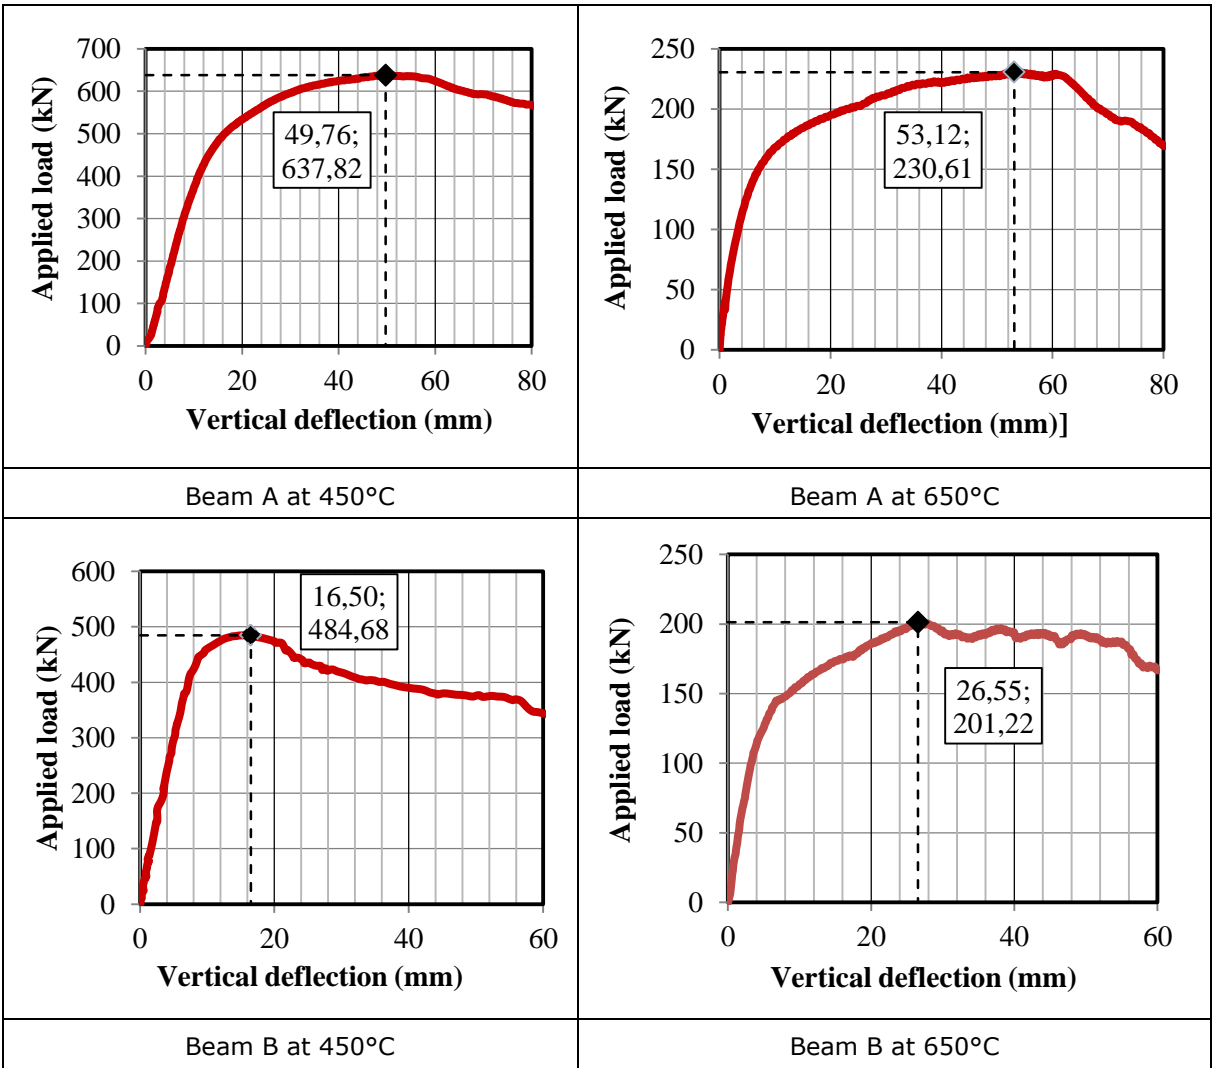 700
600
500
400
300
200
100
0
Applied load (kN)
49,76;
637,82
0 20 40 60 80
Vertical deflection (mm)
250
200
150
100
50
0
Applied load (kN)
53,12;
230,61
0 20 40 60 80
Vertical deflection (mm)]
Beam A at 450°C
Beam A at 650°C
600
500
400
300
200
100
0
Applied load (kN)
16,50;
484,68
0 20 40 60
Vertical deflection (mm)
250
200
150
100
50
0
Applied load (kN)
26,55;
201,22
0 20 40 60
Vertical deflection (mm)
Beam B at 450°C
Beam B at 650°C